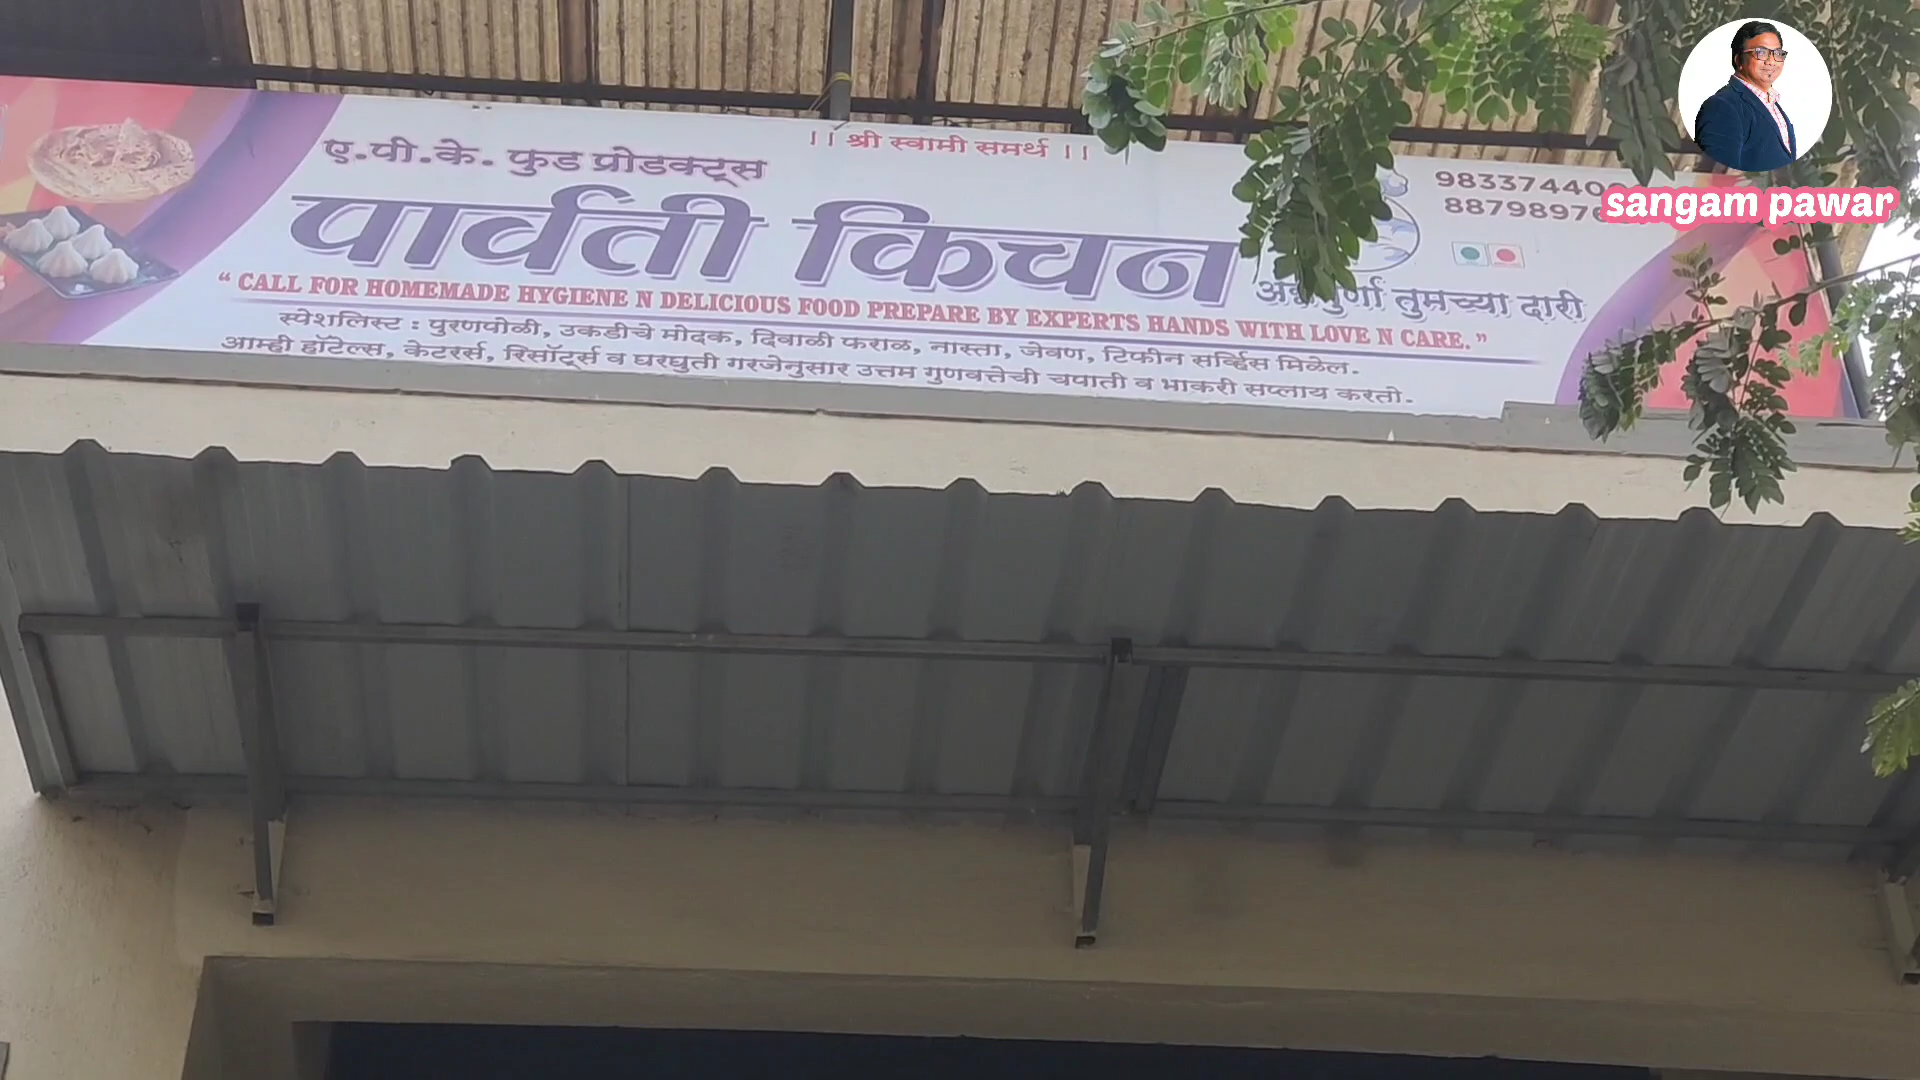 ।। श्री स्वामी समर्थ ।।
ए.पी.के. फुड प्रोडक्ट्स
पार्वती किचन
sangam pawar
तुमच्या दारी
“ CALL FOR HOMEMADE HYGIENE N DELICIOUS FOOD PREPARE BY EXPERTS HANDS WITH LOVE N CARE. ”
स्पेशलिस्ट : पुरणपोळी, उकडीचे मोदक, दिवाळी फराळ, नास्ता, जेवण, टिफीन सर्व्हिस मिळेल.
आम्ही हॉटेल्स, केटरर्स, रिसॉर्ट्स व घरघुती गरजेनुसार उत्तम गुणवत्तेची चपाती व भाकरी सप्लाय करतो.